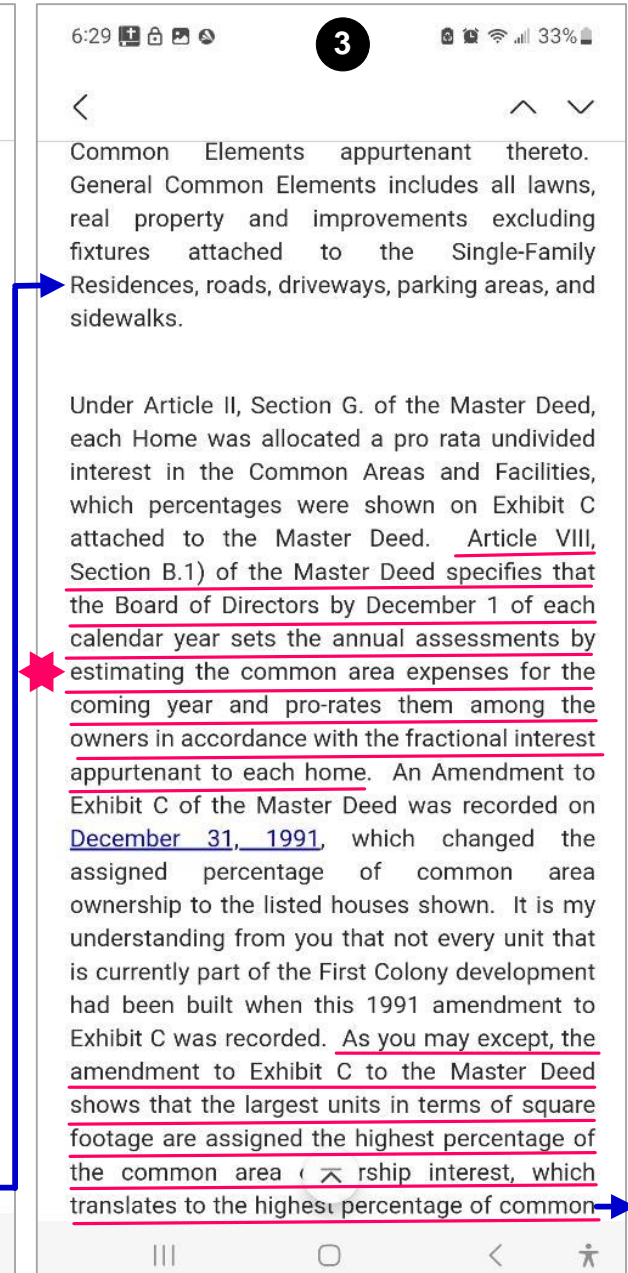 6:29
3
33%
Common Elements appurtenant thereto.
General Common Elements includes all lawns,
real property and improvements excluding
fixtures attached to the Single-Family
Residences, roads, driveways, parking areas, and
sidewalks.
Under Article II, Section G. of the Master Deed,
each Home was allocated a pro rata undivided
interest in the Common Areas and Facilities,
which percentages were shown on Exhibit C
attached to the Master Deed. Article VIII,
Section B.1) of the Master Deed specifies that
the Board of Directors by December 1 of each
calendar year sets the annual assessments by
estimating the common area expenses for the
coming year and pro-rates them among the
owners in accordance with the fractional interest
appurtenant to each home. An Amendment to
Exhibit C of the Master Deed was recorded on
December 31, 1991, which changed the
assigned percentage of common area
ownership to the listed houses shown. It is my
understanding from you that not every unit that
is currently part of the First Colony development
had been built when this 1991 amendment to
Exhibit C was recorded. As you may except, the
amendment to Exhibit C to the Master Deed
shows that the largest units in terms of square
footage are assigned the highest percentage of
the common area rship interest, which
translates to the highest percentage of common